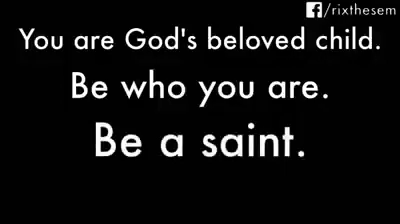 f/rixthesem
You are God's beloved child.
Be who you are.
Be a saint.